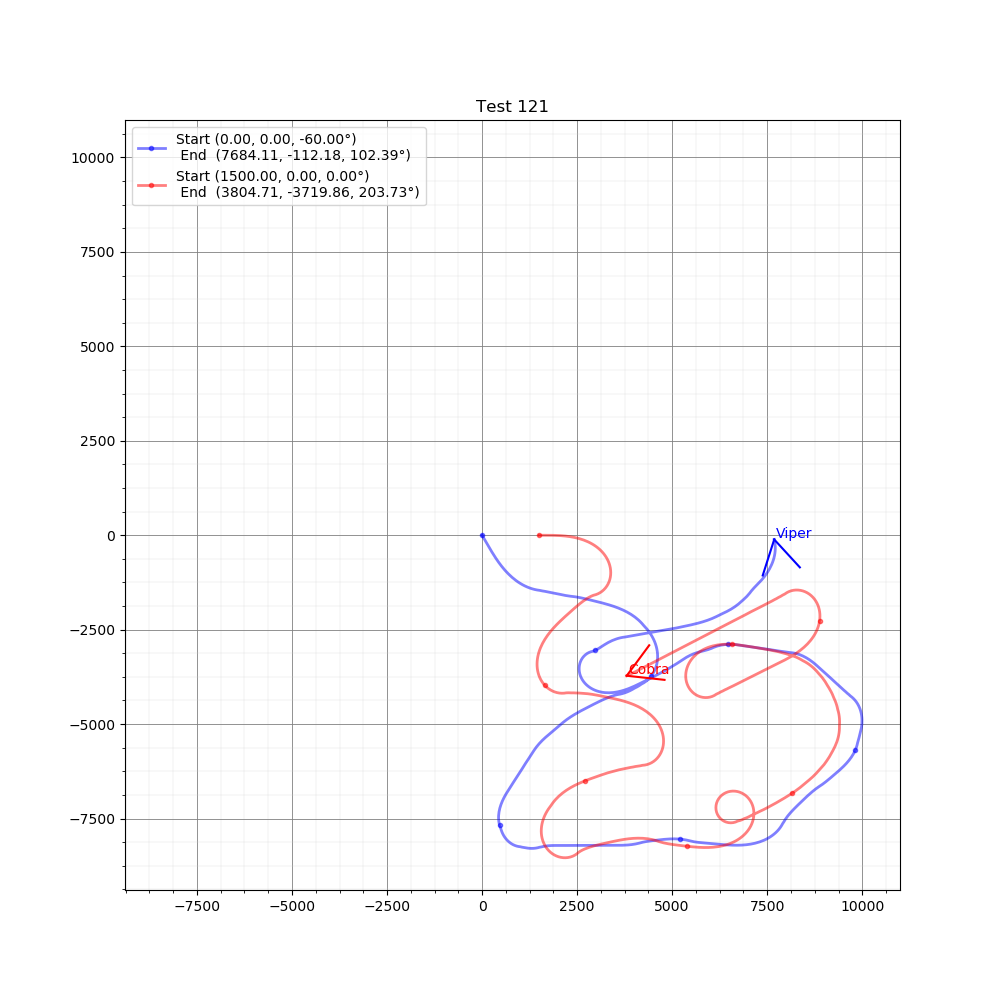 Test 121
Start (0.00, 0.00, -60.00°)
End  (7684.11, -112.18, 102.39°)
Start (1500.00, 0.00, 0.00°)
End  (3804.71, -3719.86, 203.73°)
10000
7500
5000
2500
0
−2500
−5000
−7500
Viper
Cobra
−7500
−5000
−2500
0
2500
5000
7500
10000